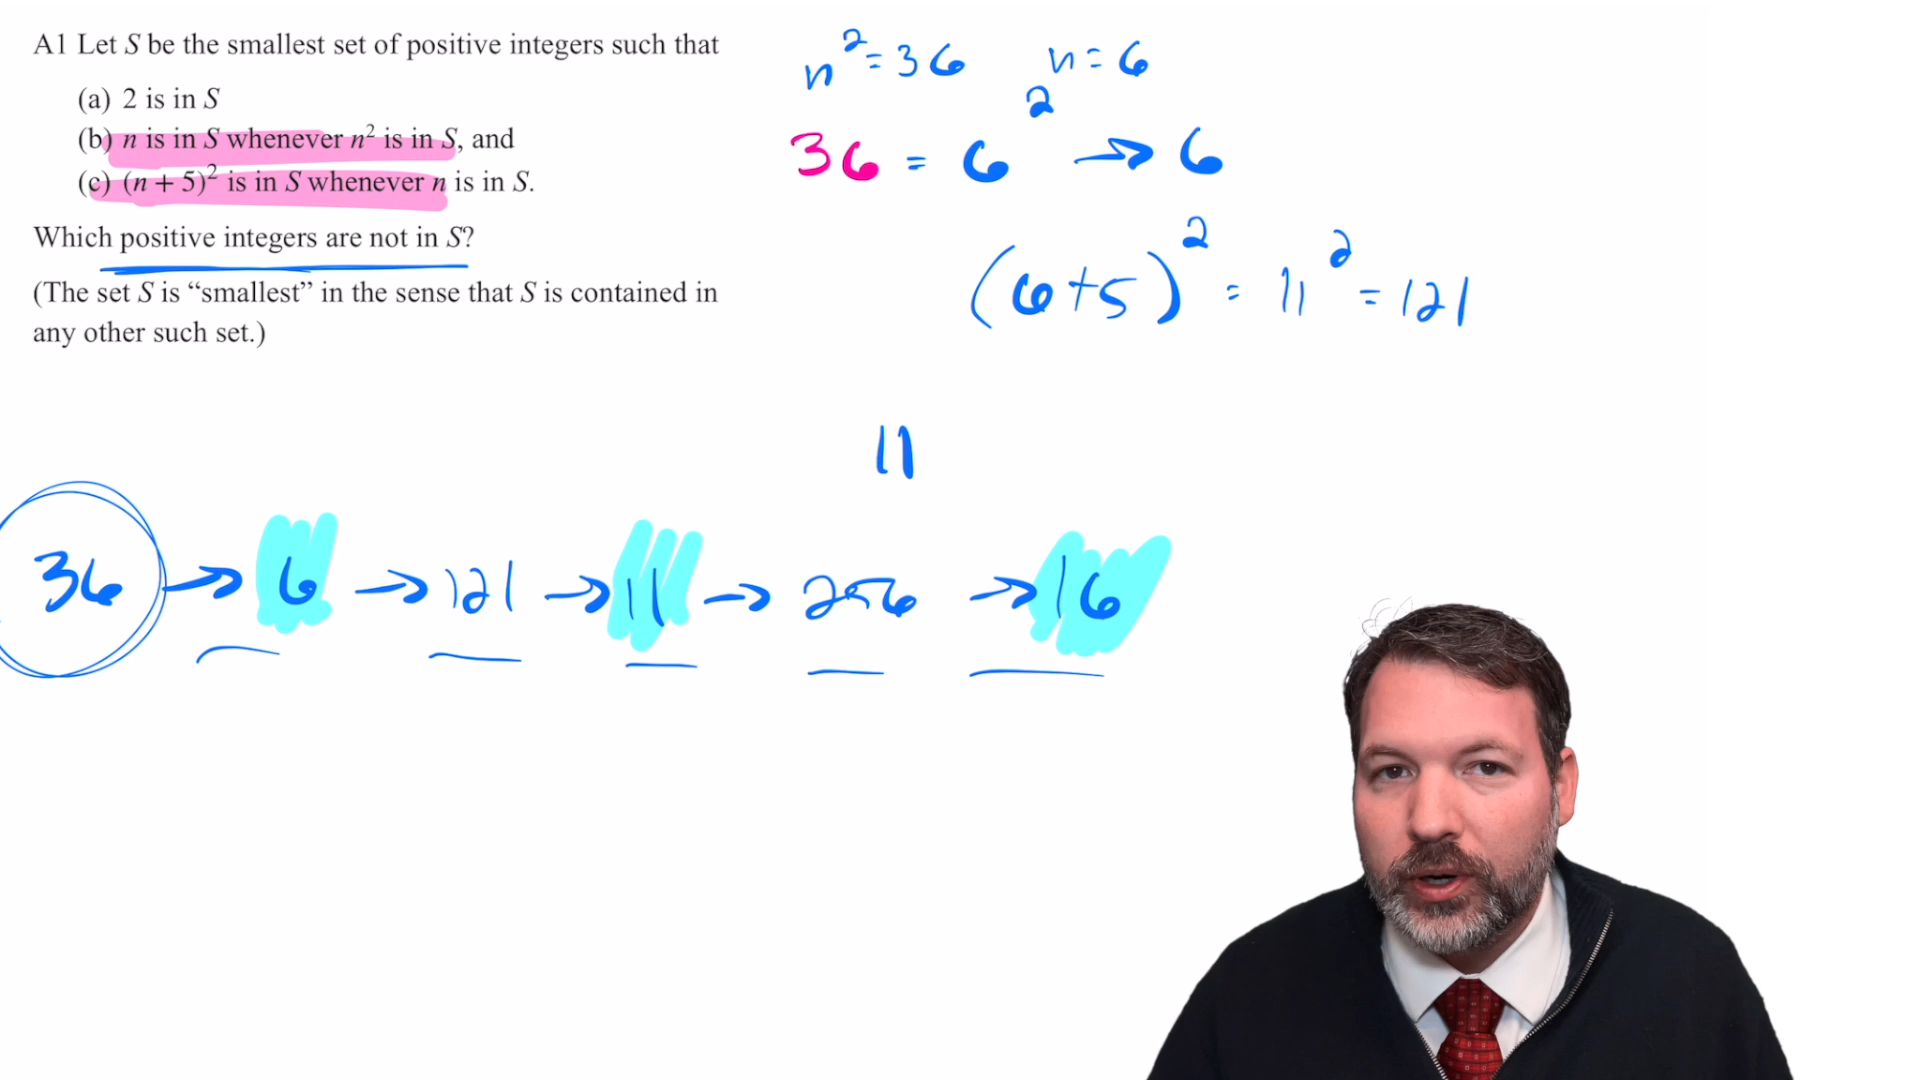 A1 Let S be the smallest set of positive integers such that
(a) 2 is in S
(b) n is in S whenever n² is in S, and
(c) (n + 5)² is in S whenever n is in S.
Which positive integers are not in S?
(The set S is “smallest” in the sense that S is contained in
any other such set.)
n² = 36 n = 6
36 = 6² → 6
(6+5)² = 11² = 121
11
36 → 6 → 121 → 11 → 256 → 16